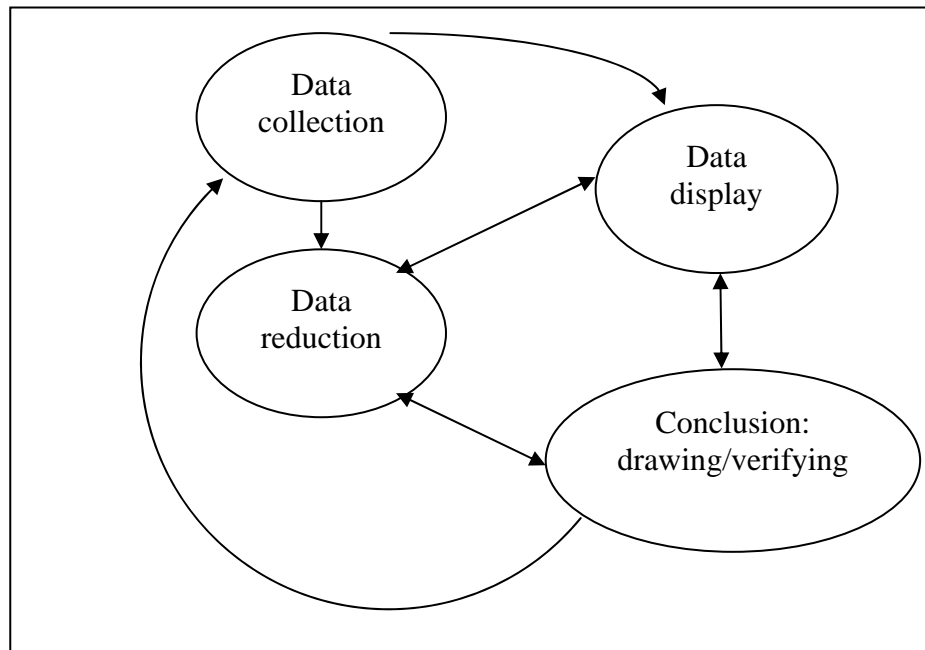 Data
collection
Data
display
Data
reduction
Conclusion:
drawing/verifying